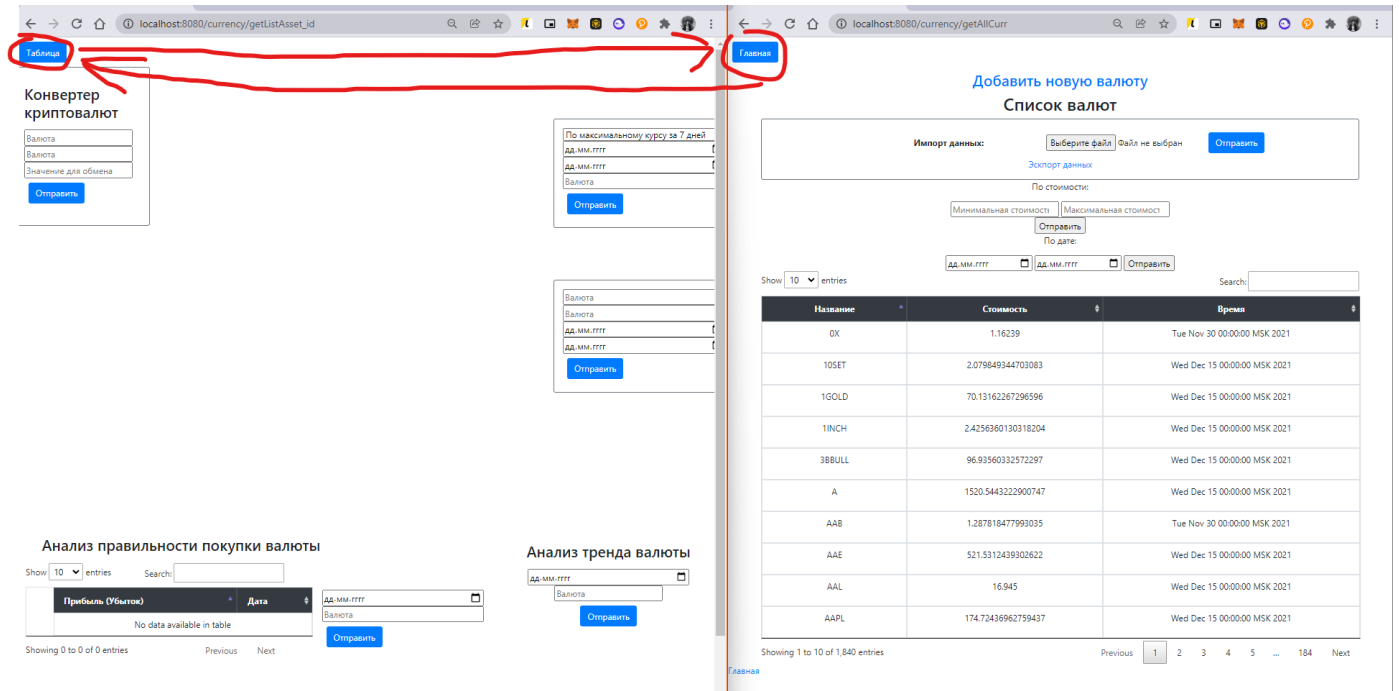 localhost:8080/currency/getListAsset_id
Таблица
Конвертер
криптовалют
Валюта
Валюта
Значение для обмена
Отправить
По максимальному курсу за 7 дней
дд.мм.гггг
дд-мм-гггг
Валюта
Отправить
Валюта
Валюта
дд.мм.гггг
дд-мм-гггг
Отправить
Анализ правильности покупки валюты
Show 10 entries Search:
Прибыль (Убыток) Дата
No data available in table
Showing 0 to 0 of 0 entries Previous Next
дд-мм-гггг
Валюта
Отправить
Анализ тренда валюты
дд-мм-гггг
Валюта
Отправить
localhost:8080/currency/getAllCurr
Главная
Добавить новую валюту
Список валют
Импорт данных: Выберите файл Файл не выбран Отправить
Эскпорт данных
По стоимости:
Минимальная стоимость Максимальная стоимост
Отправить
По дате:
дд.мм.гггг дд.мм.гггг Отправить
Show 10 entries Search:
Название Стоимость Время
0X 1.16239 Tue Nov 30 00:00:00 MSK 2021
10SET 2.079849344703083 Wed Dec 15 00:00:00 MSK 2021
1GOLD 70.13162267296596 Wed Dec 15 00:00:00 MSK 2021
1INCH 2.4256360130318204 Wed Dec 15 00:00:00 MSK 2021
3BBULL 96.93560332572297 Wed Dec 15 00:00:00 MSK 2021
A 1520.5443222900747 Wed Dec 15 00:00:00 MSK 2021
AAB 1.287818477993035 Tue Nov 30 00:00:00 MSK 2021
AAE 521.5312439302622 Wed Dec 15 00:00:00 MSK 2021
AAL 16.945 Wed Dec 15 00:00:00 MSK 2021
AAPL 174.72436962759437 Wed Dec 15 00:00:00 MSK 2021
Showing 1 to 10 of 1,840 entries Previous 1 2 3 4 5 ... 184 Next
Главная